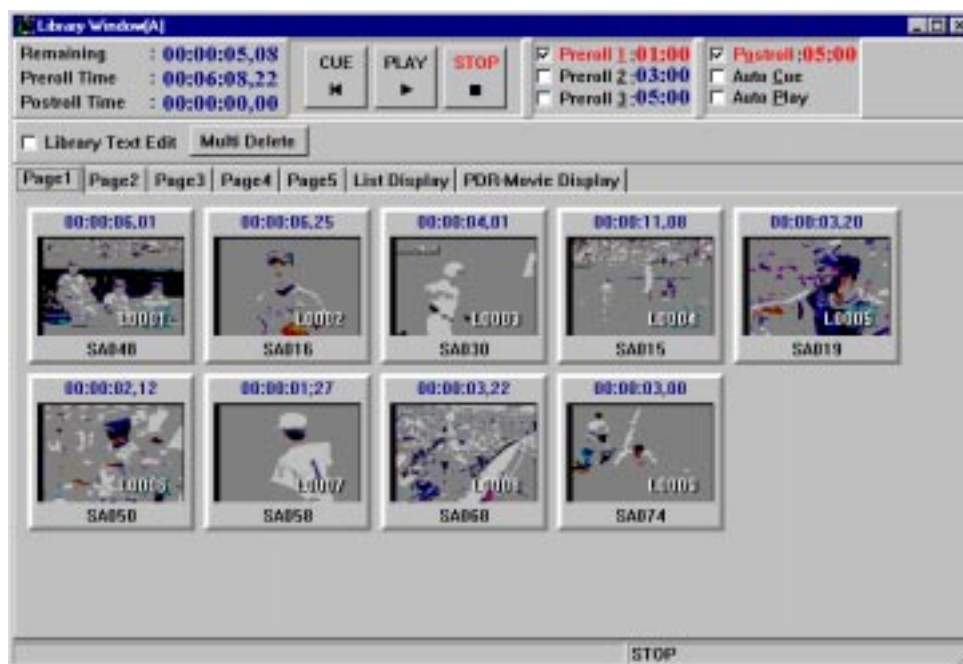 Library Window[A]
Remaining : 00:00:05,08
Preroll Time : 00:06:08,22
Postroll Time : 00:00:00,00
CUE PLAY STOP
Preroll 1 :01:00
Preroll 2 :03:00
Preroll 3 :05:00
Postroll :05:00
Auto Cue
Auto Play
Library Text Edit Multi Delete
Page1 Page2 Page3 Page4 Page5 List Display PDR-Movie Display
00:00:06,01 00:00:06,25 00:00:04,01 00:00:11,08 00:00:03,20
L0001 L0002 L0003 L0004 L0005
SA048 SA016 SA030 SA015 SA019
00:00:02,12 00:00:01,27 00:00:03,22 00:00:03,00
L0006 L0007 L0008 L0009
SA050 SA058 SA068 SA074
STOP